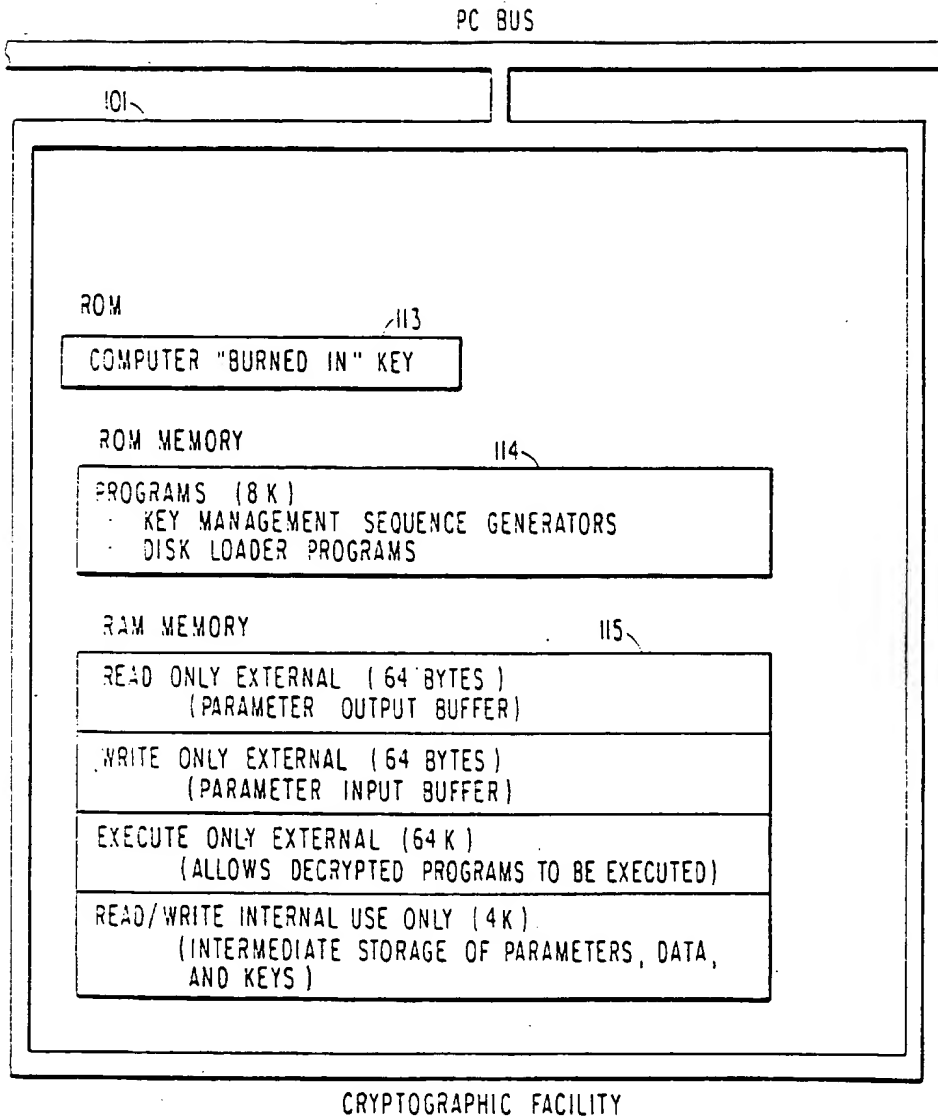 PC BUS
101
ROM
113
COMPUTER "BURNED IN" KEY
ROM MEMORY
114
PROGRAMS (8K)
· KEY MANAGEMENT SEQUENCE GENERATORS
· DISK LOADER PROGRAMS
RAM MEMORY
115
READ ONLY EXTERNAL (64 BYTES)
(PARAMETER OUTPUT BUFFER)
WRITE ONLY EXTERNAL (64 BYTES)
(PARAMETER INPUT BUFFER)
EXECUTE ONLY EXTERNAL (64K)
(ALLOWS DECRYPTED PROGRAMS TO BE EXECUTED)
READ/WRITE INTERNAL USE ONLY (4K)
(INTERMEDIATE STORAGE OF PARAMETERS, DATA,
AND KEYS)
CRYPTOGRAPHIC FACILITY